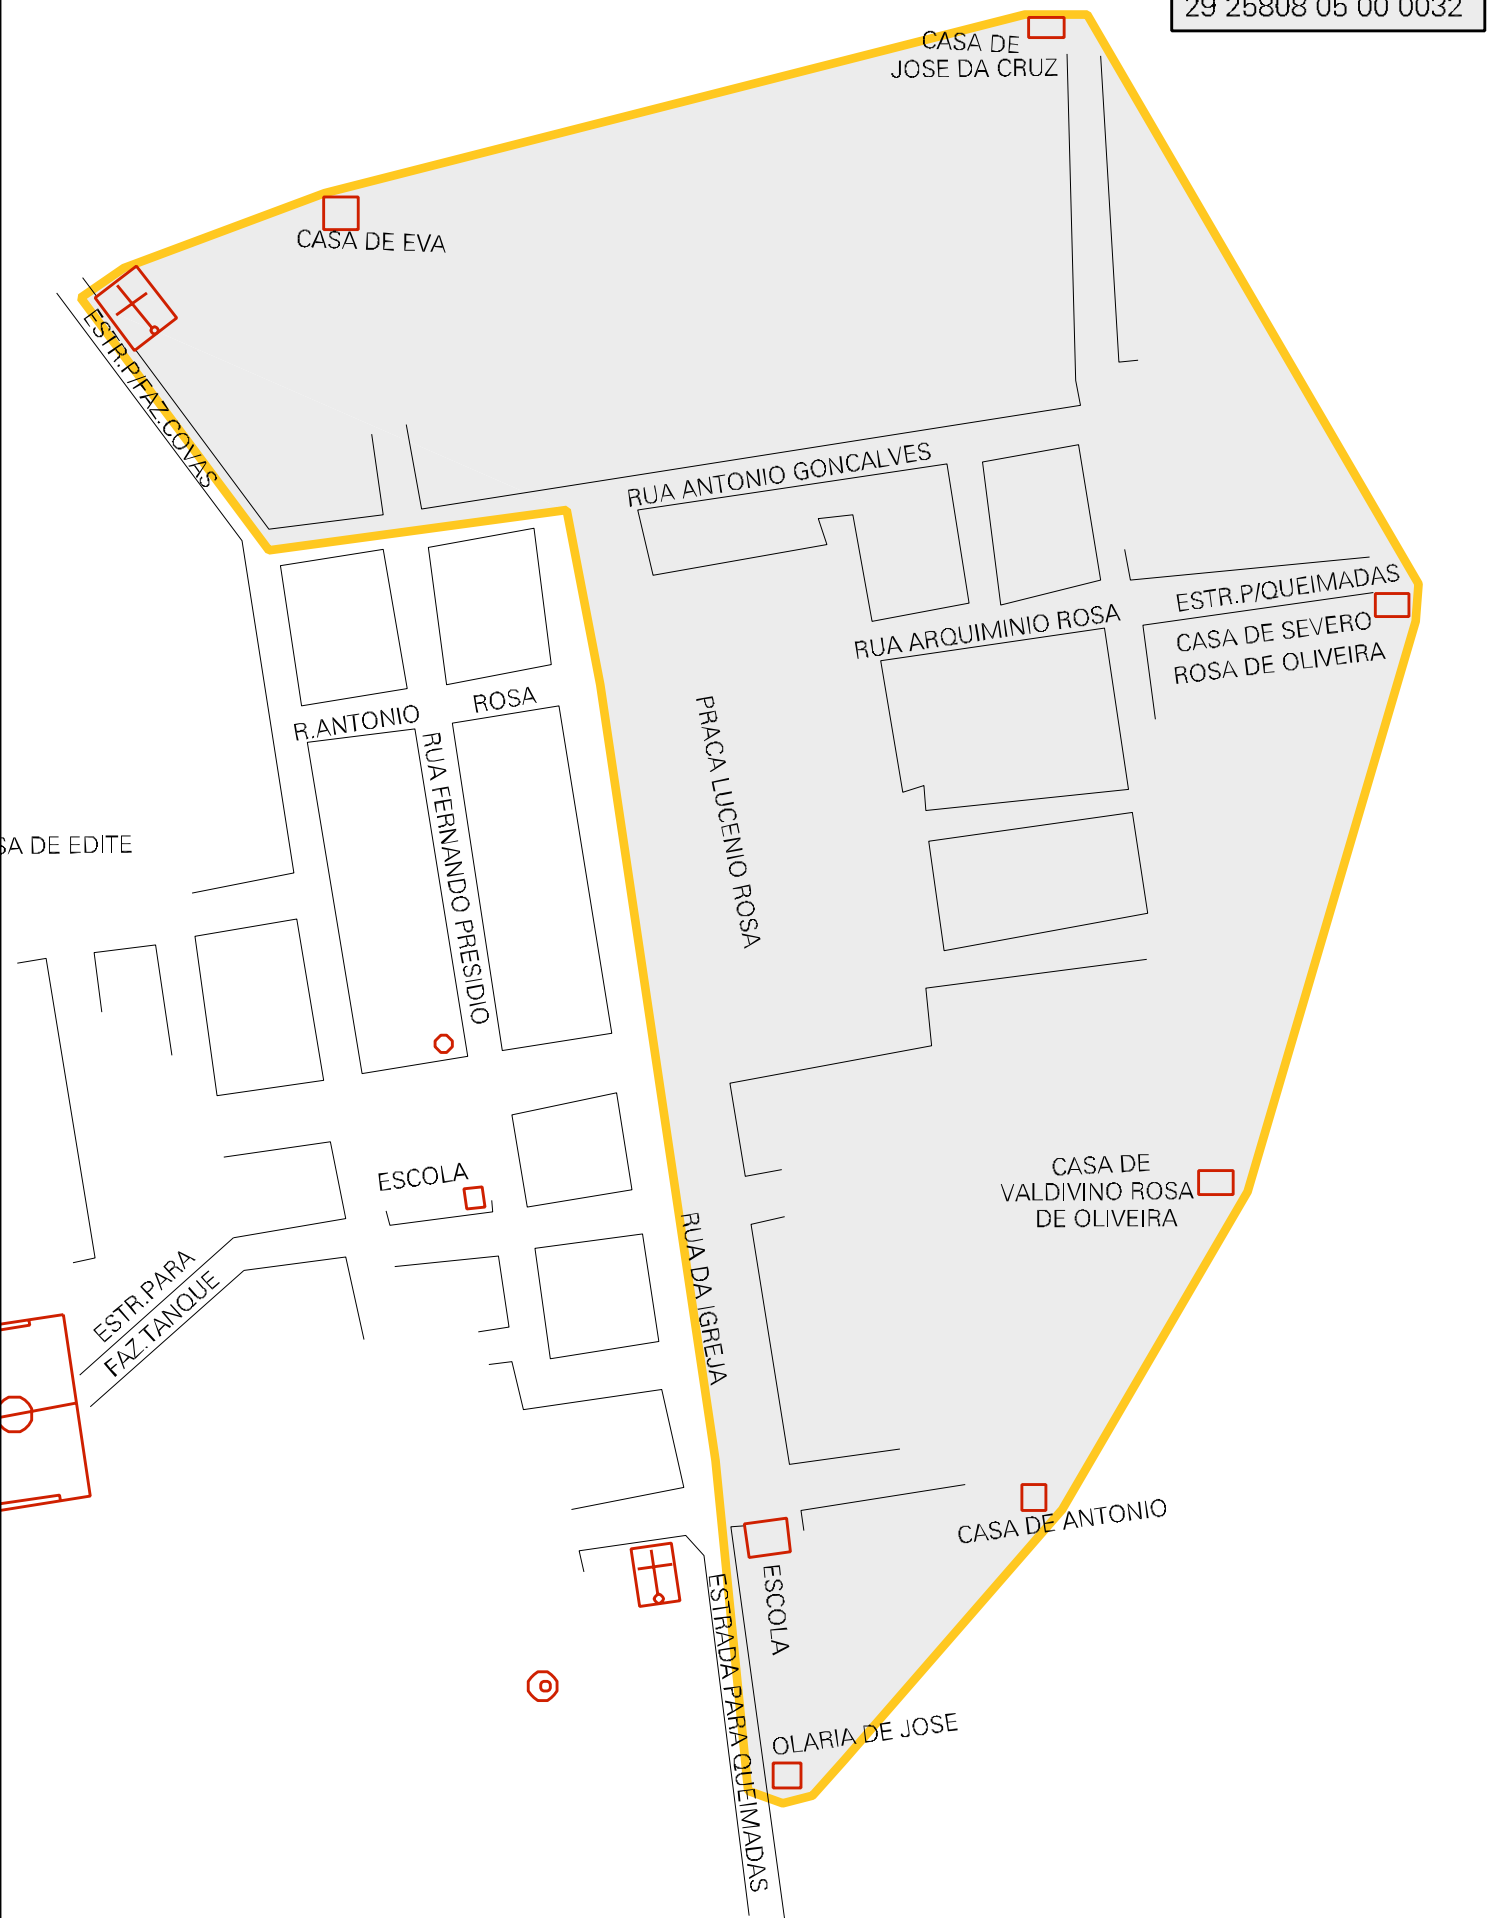 29 25808 05 00 0032
CASA DE
JOSE DA CRUZ
CASA DE EVA
ESTR.P/FAZ.COVAS
RUA ANTONIO GONCALVES
ESTR.P/QUEIMADAS
RUA ARQUIMINIO ROSA
CASA DE SEVERO
ROSA DE OLIVEIRA
R.ANTONIO ROSA
PRACA LUCENIO ROSA
RUA FERNANDO PRESIDIO
SA DE EDITE
ESCOLA
CASA DE
VALDIVINO ROSA
DE OLIVEIRA
RUA DA IGREJA
ESTR.PARA
FAZ.TANQUE
CASA DE ANTONIO
ESCOLA
ESTRADA PARA QUEIMADAS
OLARIA DE JOSE